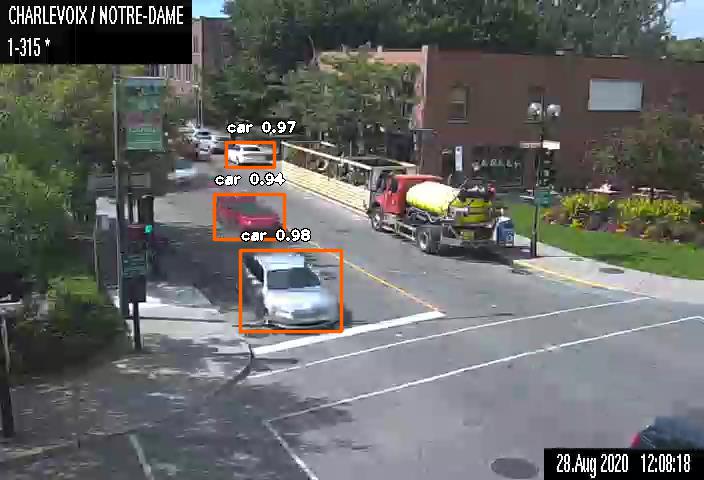 CHARLEVOIX / NOTRE-DAME
1-315 *
car 0.97
car 0.94
car 0.98
28.Aug 2020 12:08:18